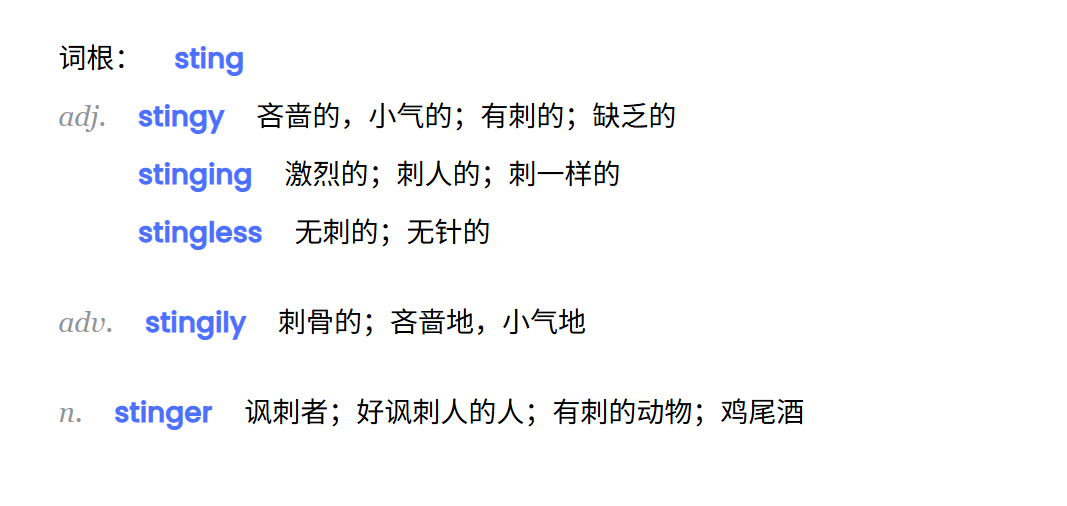 词根： sting
adj. stingy 吝啬的，小气的；有刺的；缺乏的
stinging 激烈的；刺人的；刺一样的
stingless 无刺的；无针的
adv. stingily 刺骨的；吝啬地，小气地
n. stinger 讽刺者；好讽刺人的人；有刺的动物；鸡尾酒